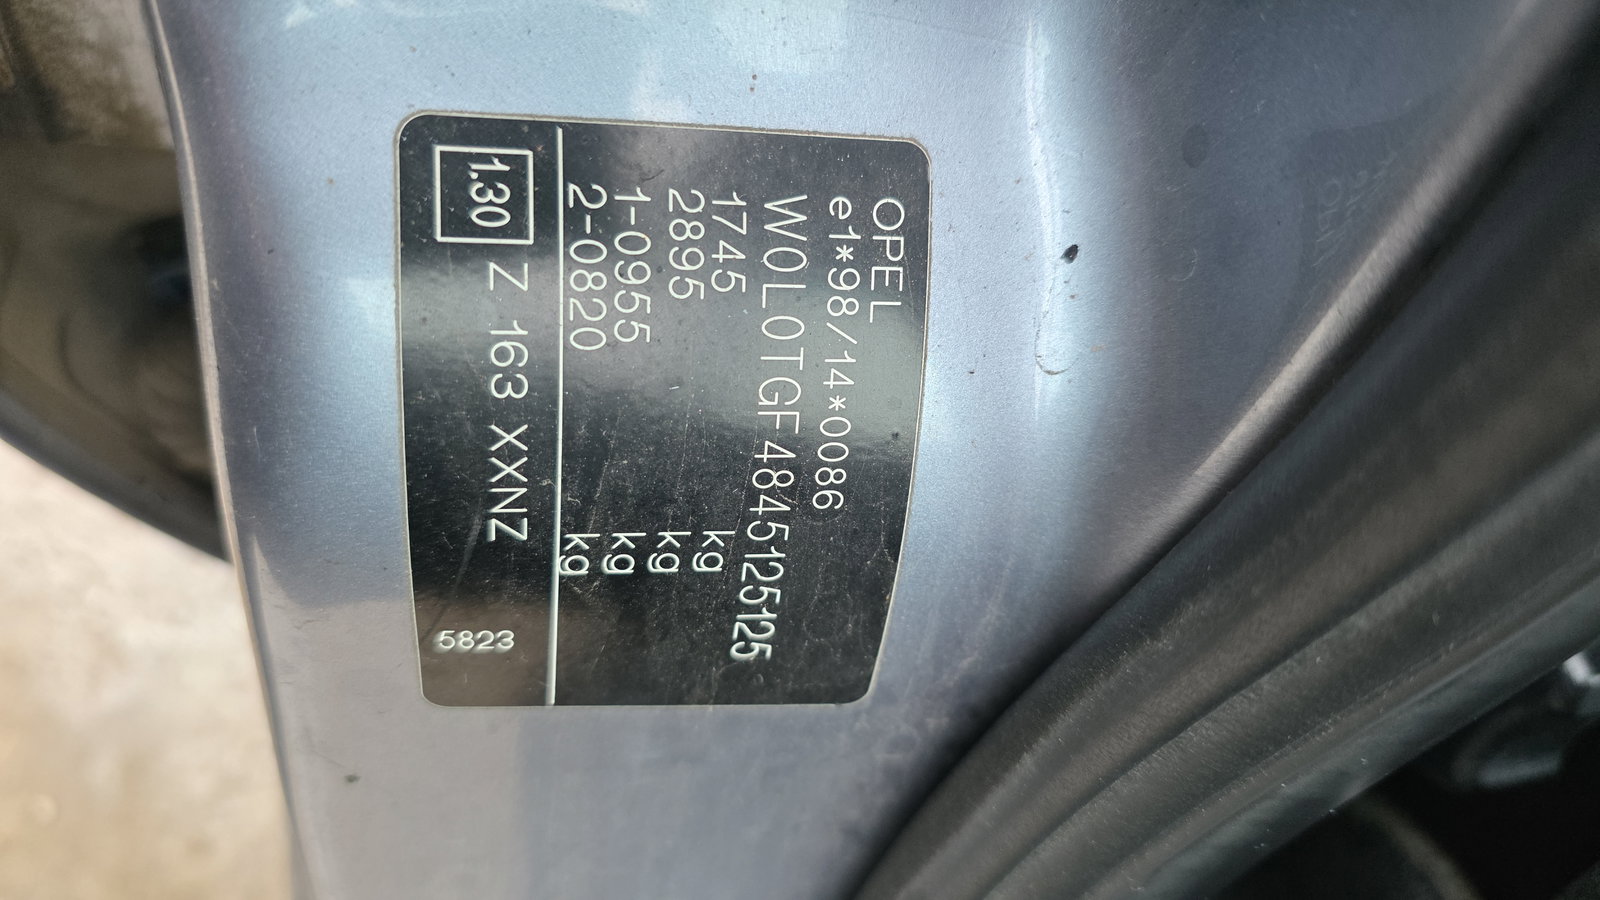 OPEL
e1*98/14*0086
W0L0TGF4845125125
1745 kg
2895 kg
1-0955 kg
2-0820 kg
1.30 Z 163 XXNZ
5823